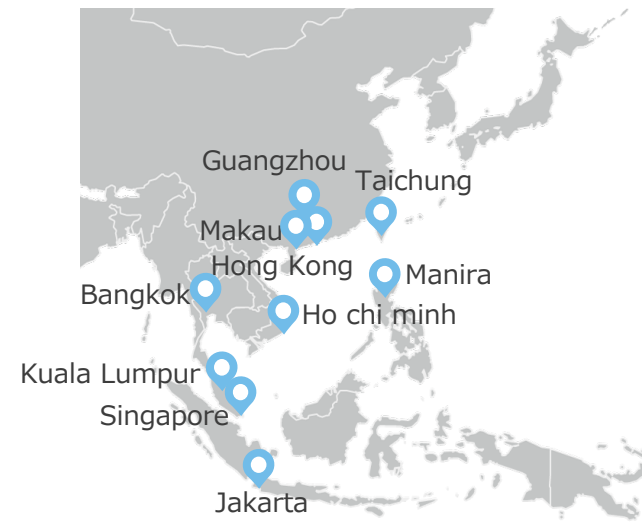 Guangzhou
Taichung
Makau
Hong Kong
Manira
Bangkok
Ho chi minh
Kuala Lumpur
Singapore
Jakarta